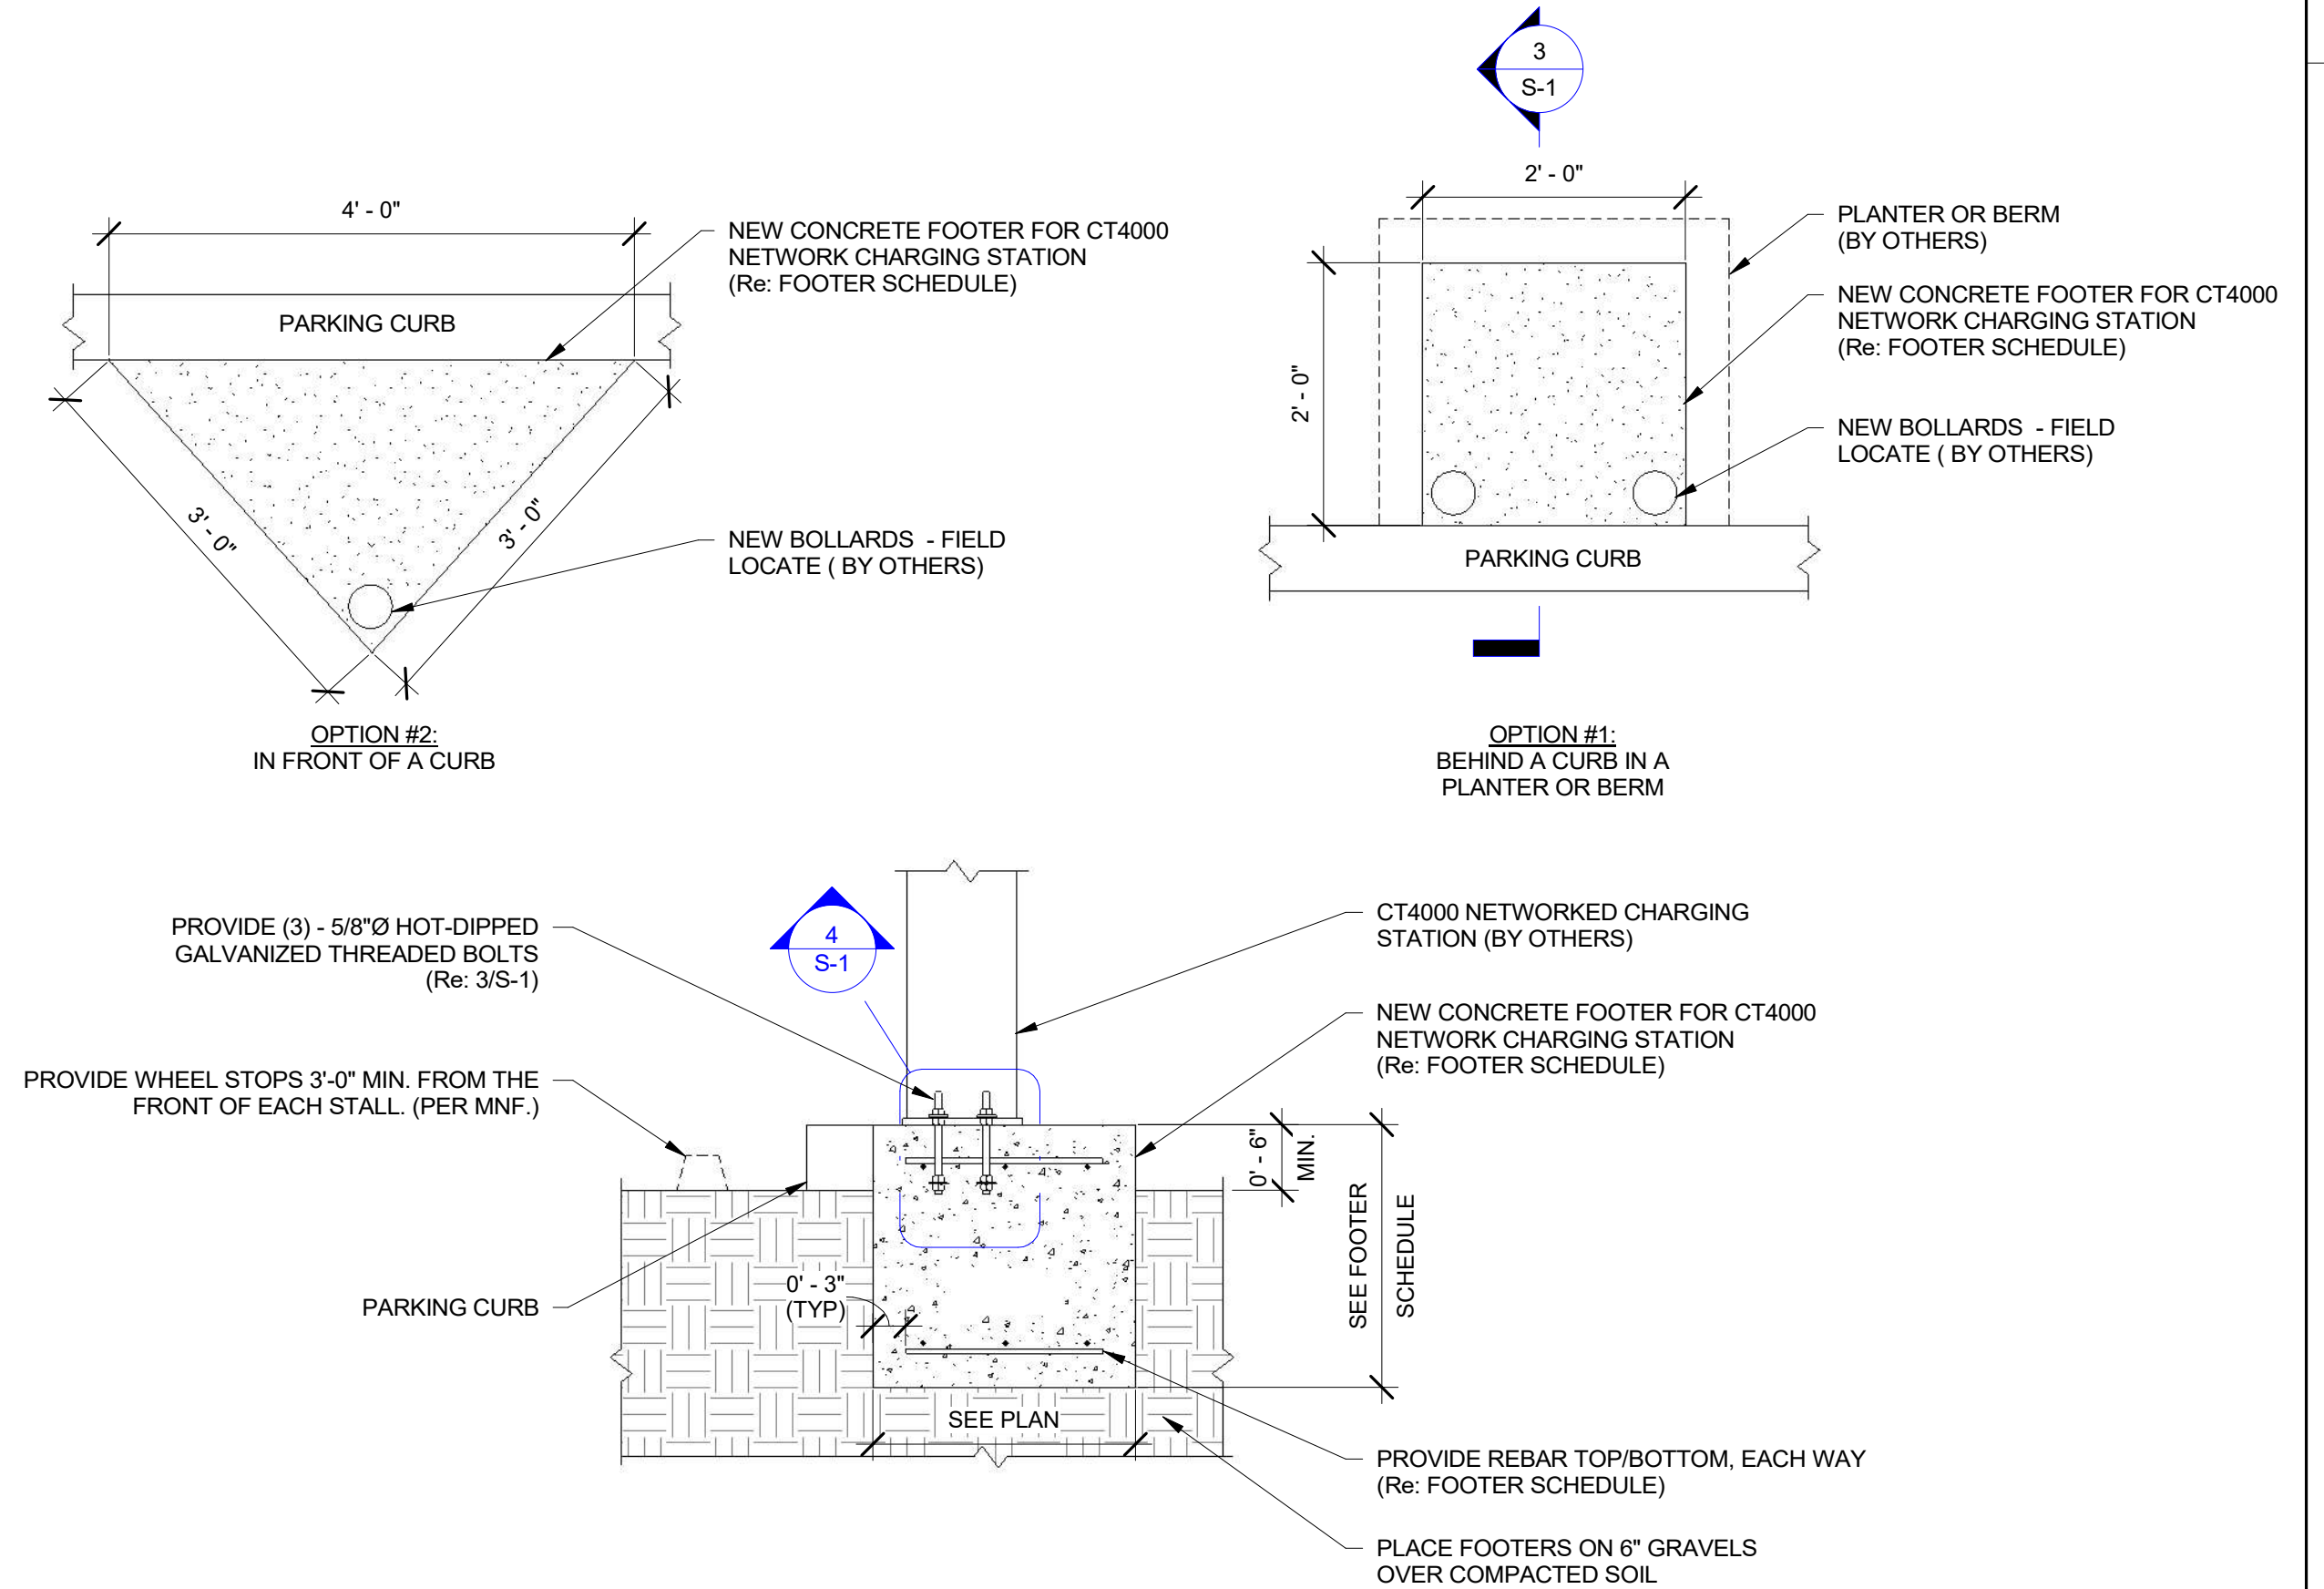 3
S-1
4' - 0"
NEW CONCRETE FOOTER FOR CT4000
NETWORK CHARGING STATION
(Re: FOOTER SCHEDULE)
PARKING CURB
3' - 0"
3' - 0"
NEW BOLLARDS - FIELD
LOCATE ( BY OTHERS)
OPTION #2:
IN FRONT OF A CURB
2' - 0"
PLANTER OR BERM
(BY OTHERS)
NEW CONCRETE FOOTER FOR CT4000
NETWORK CHARGING STATION
(Re: FOOTER SCHEDULE)
2' - 0"
NEW BOLLARDS - FIELD
LOCATE ( BY OTHERS)
PARKING CURB
OPTION #1:
BEHIND A CURB IN A
PLANTER OR BERM
PROVIDE (3) - 5/8"Ø HOT-DIPPED
GALVANIZED THREADED BOLTS
(Re: 3/S-1)
4
S-1
CT4000 NETWORKED CHARGING
STATION (BY OTHERS)
NEW CONCRETE FOOTER FOR CT4000
NETWORK CHARGING STATION
(Re: FOOTER SCHEDULE)
PROVIDE WHEEL STOPS 3'-0" MIN. FROM THE
FRONT OF EACH STALL. (PER MNF.)
0' - 6"
MIN.
SEE FOOTER
SCHEDULE
0' - 3"
(TYP)
PARKING CURB
SEE PLAN
PROVIDE REBAR TOP/BOTTOM, EACH WAY
(Re: FOOTER SCHEDULE)
PLACE FOOTERS ON 6" GRAVELS
OVER COMPACTED SOIL